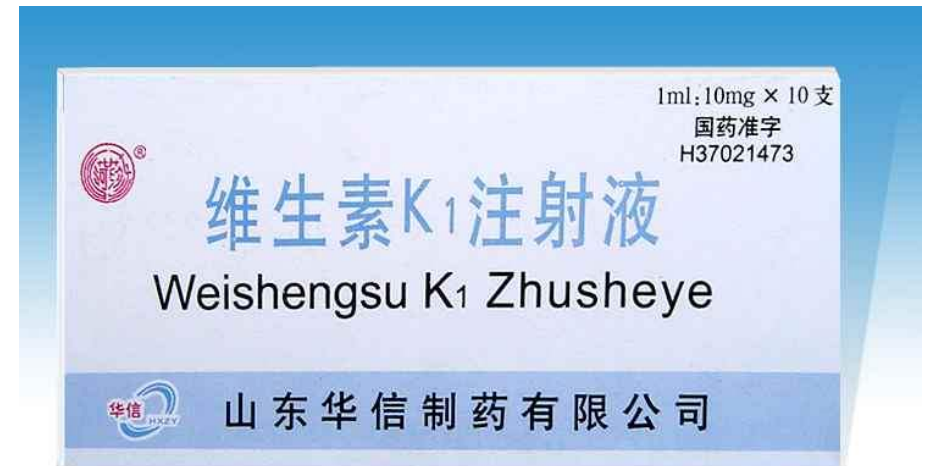 1ml:10mg × 10支
国药准字
H37021473
®
维生素K1注射液
Weishengsu K1 Zhusheye
华信
HXZY
山东华信制药有限公司